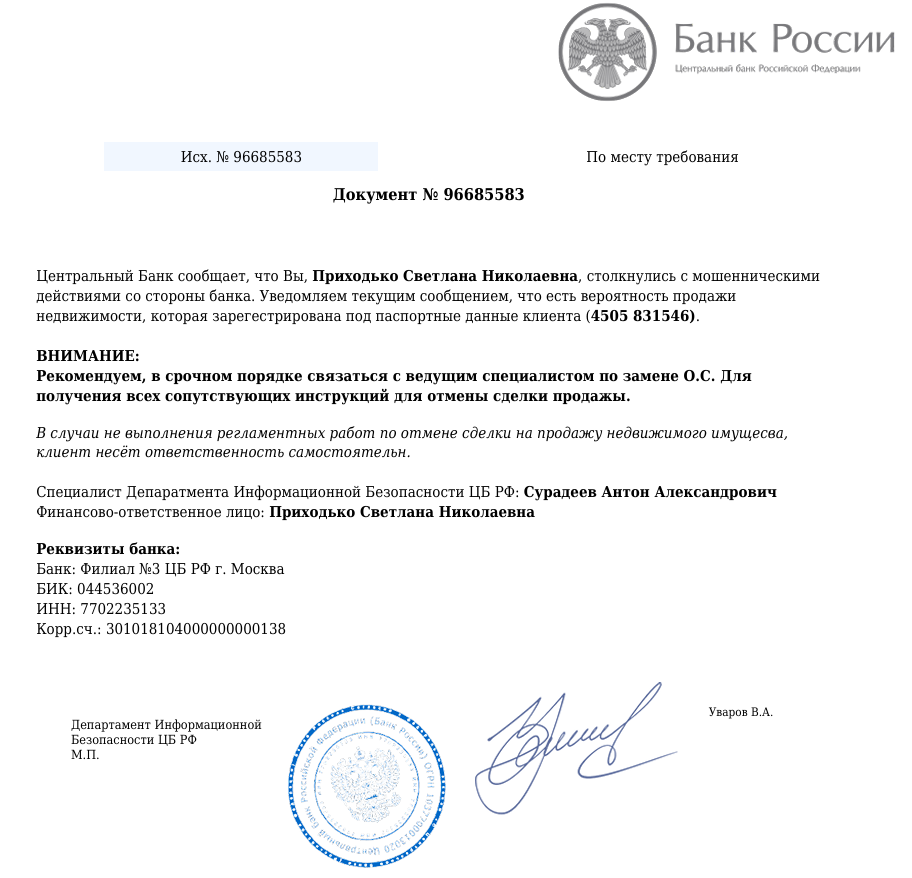 Банк России
Центральный банк Российской Федерации
Исх. № 96685583
По месту требования
Документ № 96685583
Центральный Банк сообщает, что Вы, Приходько Светлана Николаевна, столкнулись с мошенническими
действиями со стороны банка. Уведомляем текущим сообщением, что есть вероятность продажи
недвижимости, которая зарегестрирована под паспортные данные клиента (4505 831546).
ВНИМАНИЕ:
Рекомендуем, в срочном порядке связаться с ведущим специалистом по замене О.С. Для
получения всех сопутствующих инструкций для отмены сделки продажы.
В случаи не выполнения регламентных работ по отмене сделки на продажу недвижимого имущесва,
клиент несёт ответственность самостоятельн.
Специалист Департамента Информационной Безопасности ЦБ РФ: Сурадеев Антон Александрович
Финансово-ответственное лицо: Приходько Светлана Николаевна
Реквизиты банка:
Банк: Филиал №3 ЦБ РФ г. Москва
БИК: 044536002
ИНН: 7702235133
Корр.сч.: 301018104000000000138
Уваров В.А.
Департамент Информационной
Безопасности ЦБ РФ
М.П.
Центральный банк Российской Федерации (Банк России) ОГРН 1037700013020